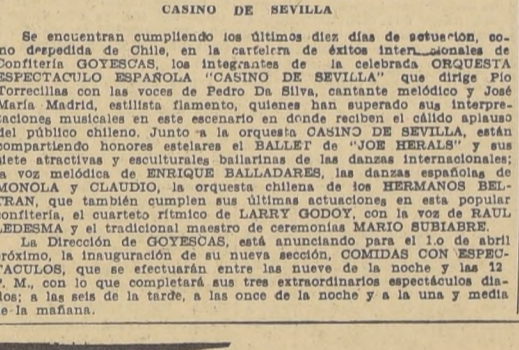 CASINO DE SEVILLA
Se encuentran cumpliendo los últimos diez días de actuación, co-
no despedida de Chile, en la cartelera de éxitos internacionales de
Confitería GOYESCAS, los integrantes de la celebrada ORQUESTA
ESPECTACULO ESPAÑOLA "CASINO DE SEVILLA" que dirige Pío
Torrecillas con las voces de Pedro Da Silva, cantante melódico y José
María Madrid, estilista flamento, quienes han superado sus interpre-
taciones musicales en este escenario en donde reciben el cálido aplauso
del público chileno. Junto a la orquesta CASINO DE SEVILLA, están
compartiendo honores estelares el BALLET de "JOE HERALS" y sus
iete atractivas y esculturales bailarinas de las danzas internacionales;
a voz melódica de ENRIQUE BALLADARES, las danzas españolas de
MONOLA y CLAUDIO, la orquesta chilena de los HERMANOS BEL-
TRAN, que también cumplen sus últimas actuaciones en esta popular
confitería, el cuarteto rítmico de LARRY GODOY, con la voz de RAUL
LEDESMA y el tradicional maestro de ceremonias MARIO SUBIABRE.
La Dirección de GOYESCAS, está anunciando para el 1.o de abril
próximo, la inauguración de su nueva sección, COMIDAS CON ESPEC-
TACULOS, que se efectuarán entre las nueve de la noche y las 12
P. M., con lo que completará sus tres extraordinarios espectáculos dia-
ios; a las seis de la tarde, a las once de la noche y a la una y media
e la mañana.